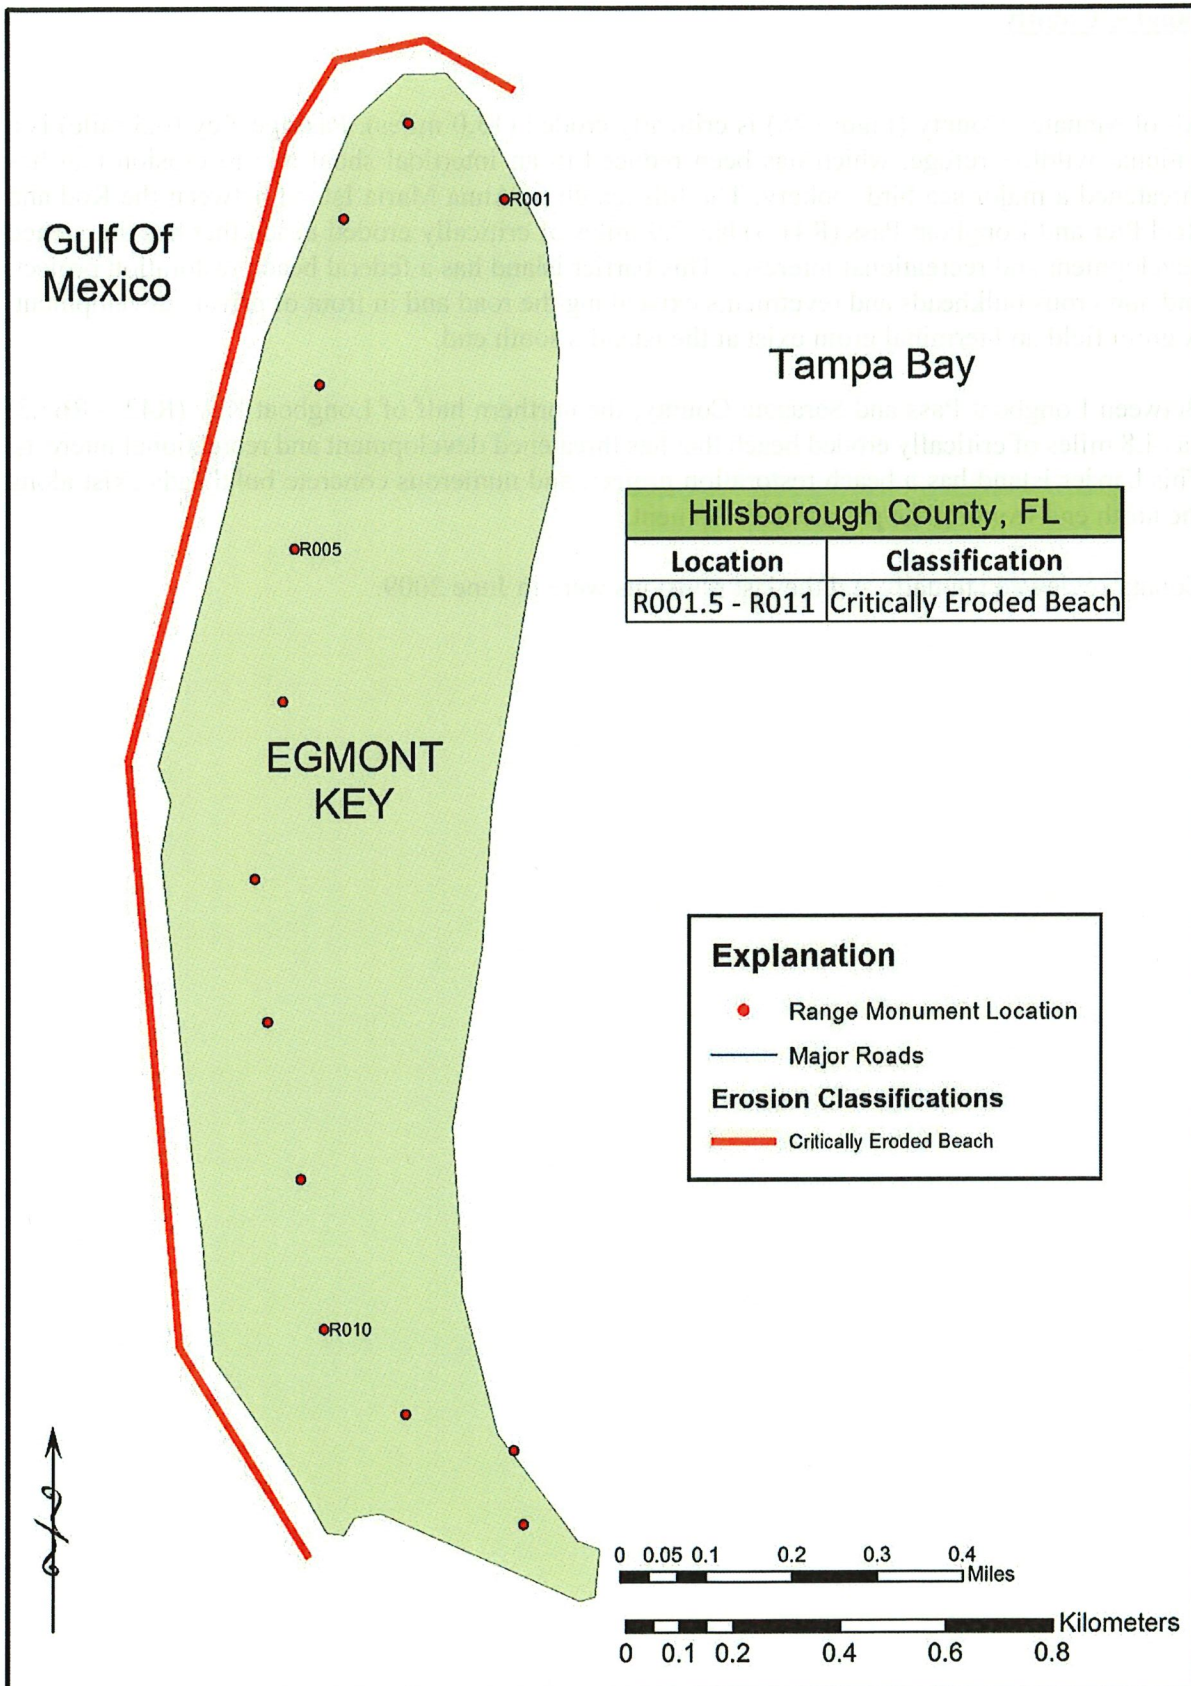 Gulf Of
Mexico
R001
Tampa Bay
Hillsborough County, FL
Location Classification
R001.5 - R011 Critically Eroded Beach
R005
EGMONT
KEY
Explanation
Range Monument Location
Major Roads
Erosion Classifications
Critically Eroded Beach
R010
0 0.05 0.1 0.2 0.3 0.4
Miles
Kilometers
0 0.1 0.2 0.4 0.6 0.8